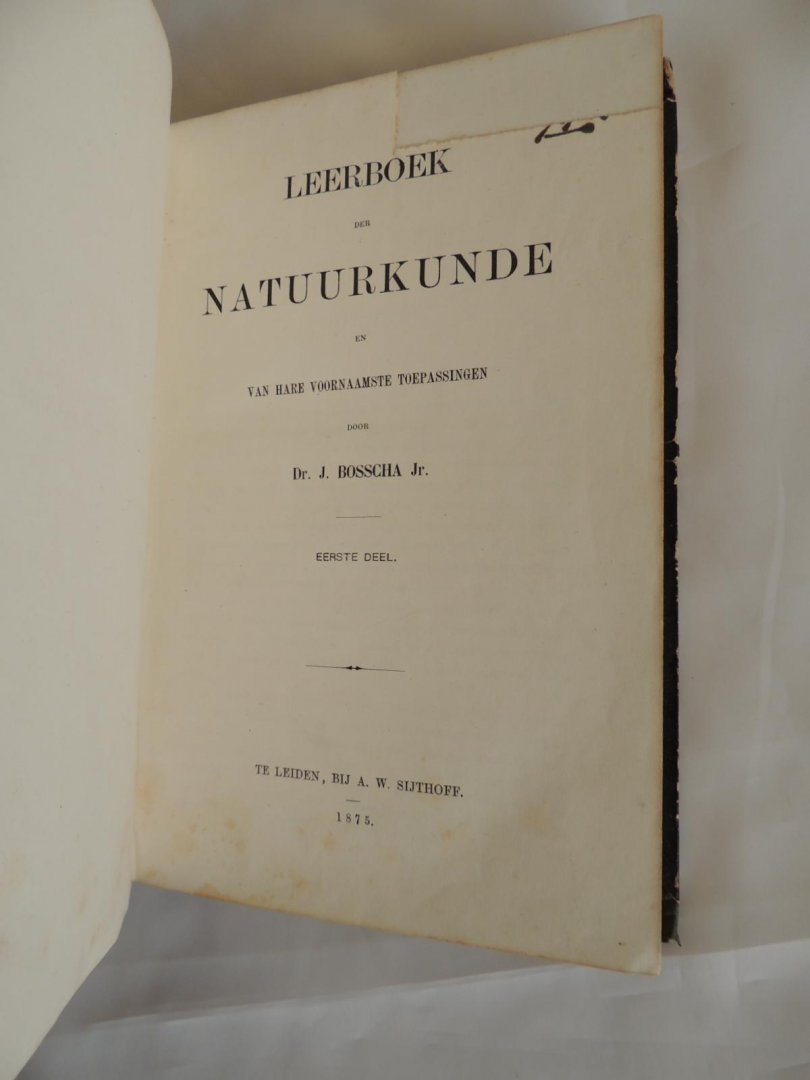 LEERBOEK
DER
NATUURKUNDE
EN
VAN HARE VOORNAAMSTE TOEPASSINGEN
DOOR
Dr. J. BOSSCHA Jr.
EERSTE DEEL.
TE LEIDEN, BIJ A. W. SIJTHOFF.
1875.